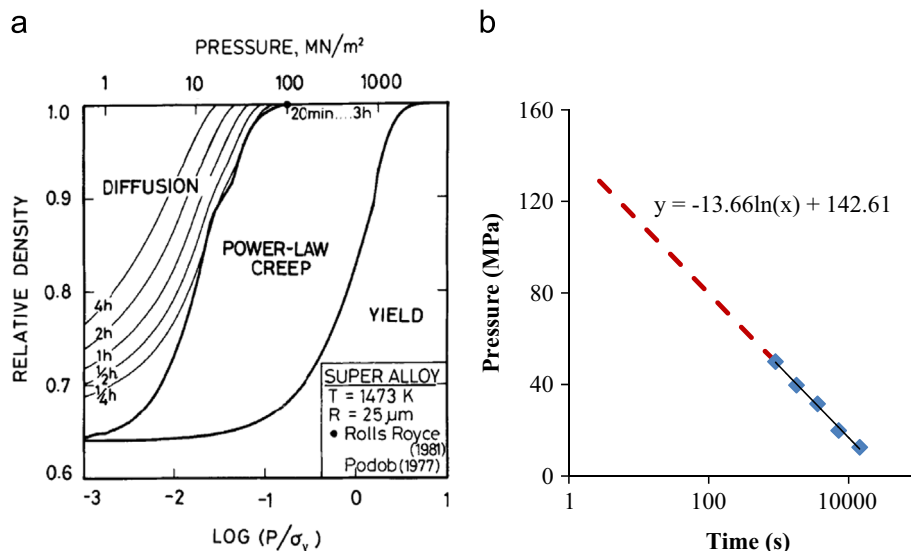 a
PRESSURE, MN/m²
1 10 100 1000
1.0
0.9
0.8
0.7
0.6
RELATIVE DENSITY
20min....3h
DIFFUSION
POWER-LAW
CREEP
YIELD
4h
2h
1h
½h
¼h
SUPER ALLOY
T = 1473 K
R = 25 μm
• Rolls Royce
(1981)
Podob (1977)
-3 -2 -1 0 1
LOG (P/σᵧ)
b
160
120
80
40
0
Pressure (MPa)
y = -13.66ln(x) + 142.61
1 100 10000
Time (s)